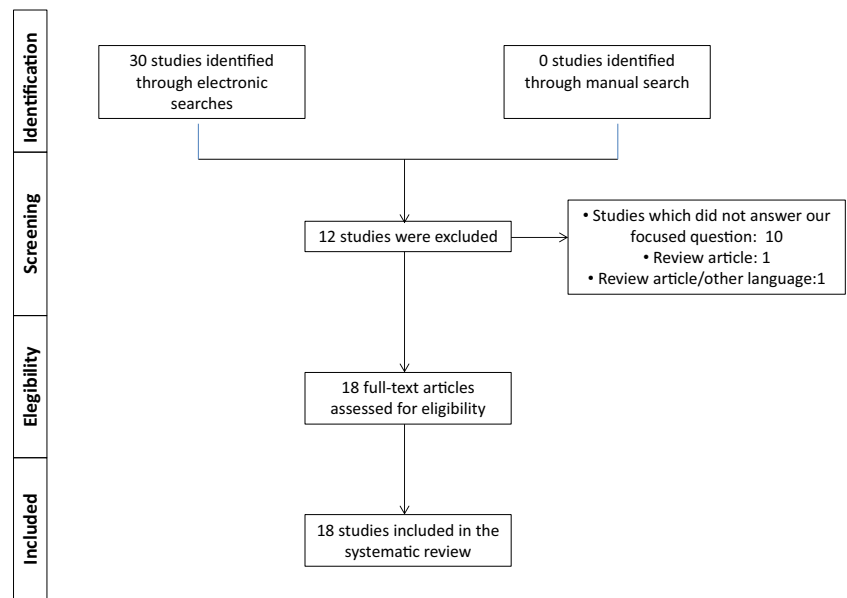 Identification
30 studies identified
through electronic
searches
0 studies identified
through manual search
Screening
12 studies were excluded
• Studies which did not answer our
focused question: 10
• Review article: 1
• Review article/other language:1
Elegibility
18 full-text articles
assessed for eligibility
Included
18 studies included in the
systematic review